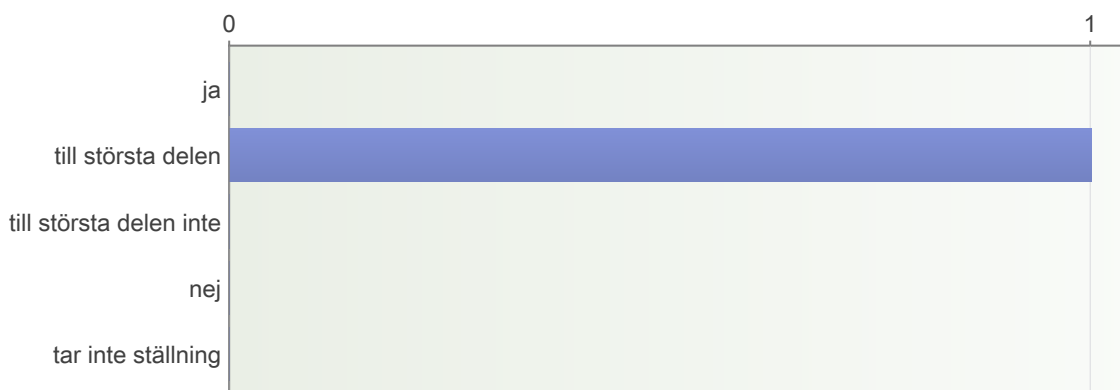 0 1
ja
till största delen
till största delen inte
nej
tar inte ställning